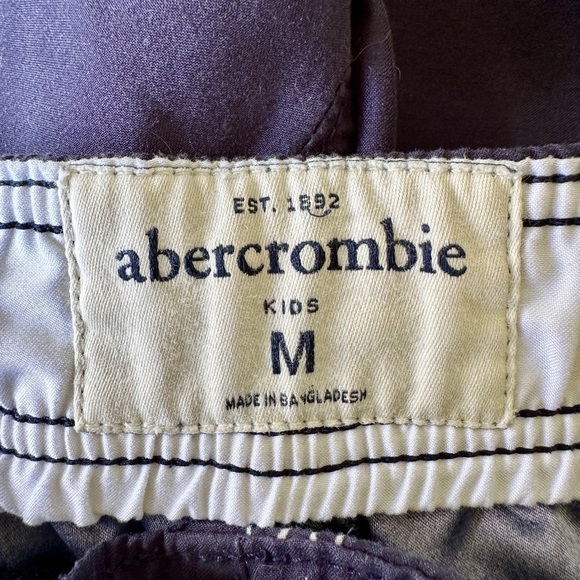 EST. 1892
abercrombie
KIDS
M
MADE IN BANGLADESH